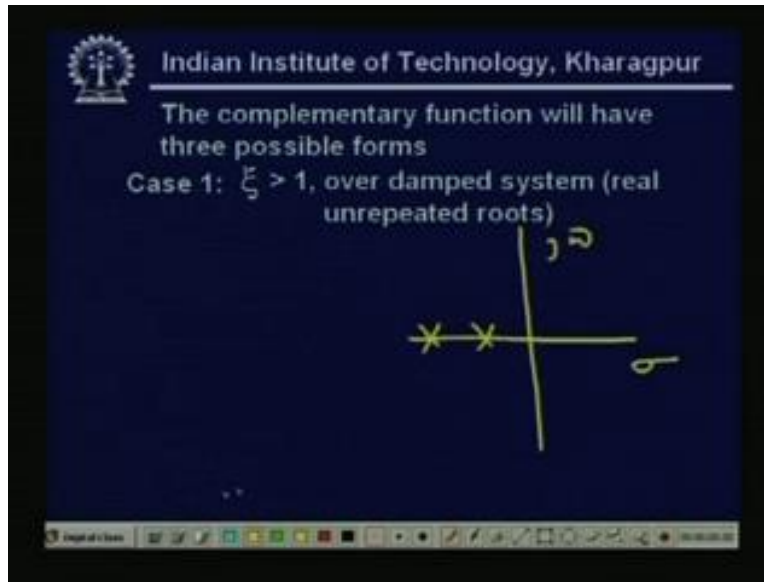 Indian Institute of Technology, Kharagpur
The complementary function will have
three possible forms
Case 1: ξ > 1, over damped system (real
unrepeated roots)
jω
σ